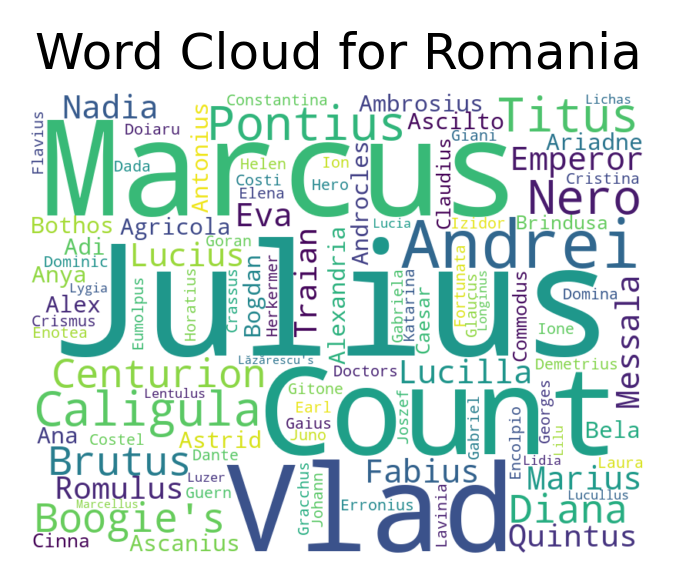 Word Cloud for Romania
Constantina
Lichas
Nadia
Ambrosius
Titus
Pontius
Marcus
Flavius
Doiaru
Antonius
Ascilto
Giani
Ariadne
Dada
Helen
Ion
Androcles
Claudius
Emperor
Costi
Hero
Cristina
Elena
Nero
Bothos
Agricola
Eva
Lucia
Izidor
Brindusa
Adi
Lucius
Goran
Andrei
Dominic
Anya
Lygia
Alex
Crismus
Enotea
Julius
Eumolpus
Horatius
Crassus
Bogdan
Herkermer
Traian
Alexandria
Gabriela
Katarina
Caesar
Fortunata
Glaucus
Longinus
Commodus
Domina
Ione
Messala
Lăzărescu's
Doctors
Lucilla
Demetrius
Centurion
Lentulus
Gitone
Count
Caligula
Earl
Gaius
Juno
Joszef
Gabriel
Encolpio
Georges
Lilu
Bela
Ana
Costel
Astrid
Brutus
Dante
Vlad
Fabius
Lidia
Laura
Romulus
Luzer
Guern
Marius
Lucullus
Marcellus
Gracchus
Johann
Erronius
Lavinia
Boogie's
Diana
Cinna
Ascanius
Quintus